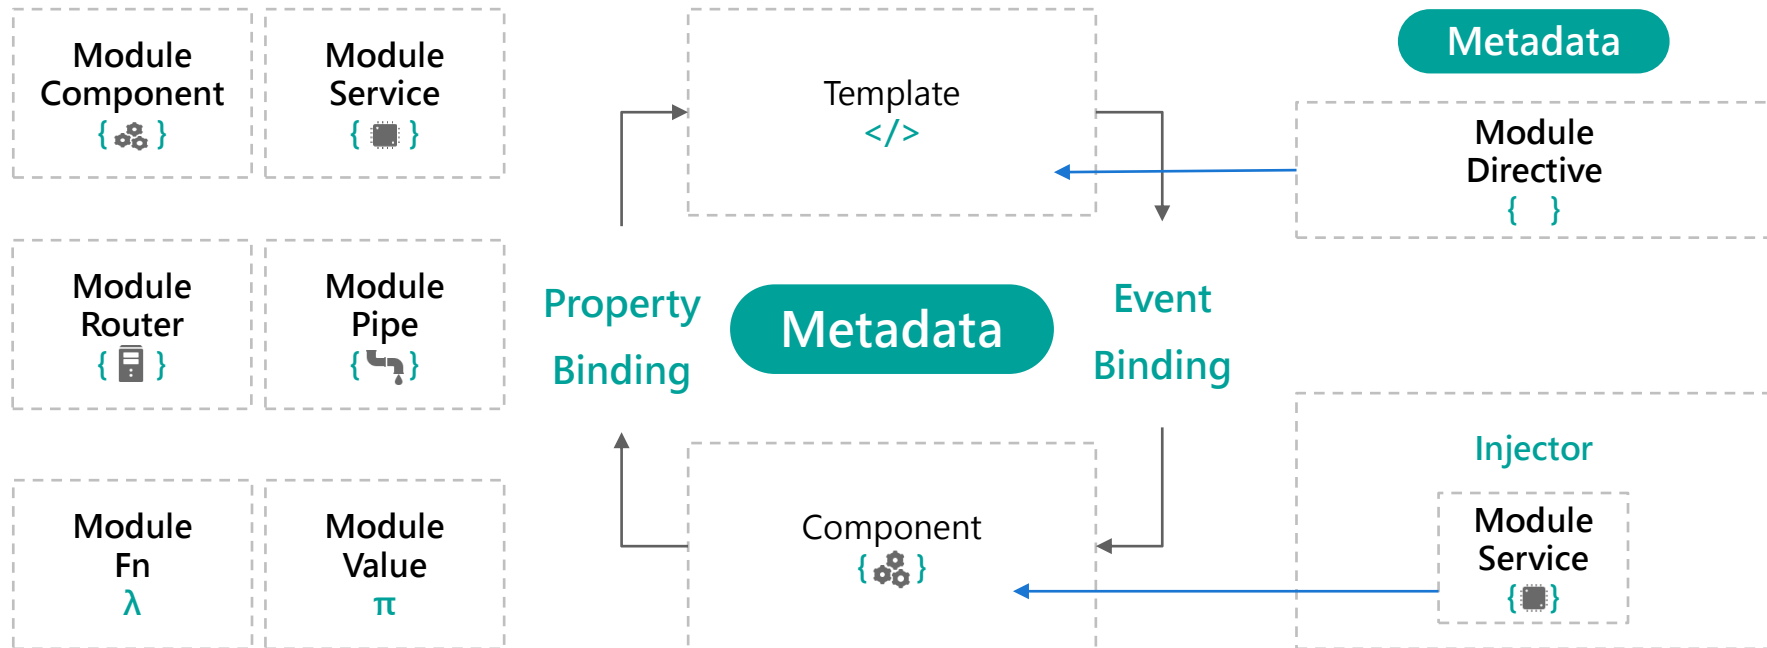 Module
Component
{ }
Module
Service
{ }
Module
Router
{ }
Module
Pipe
{ }
Module
Fn
λ
Module
Value
π
Template
</>
Property
Binding
Metadata
Event
Binding
Component
{ }
Metadata
Module
Directive
{ }
Injector
Module
Service
{ }